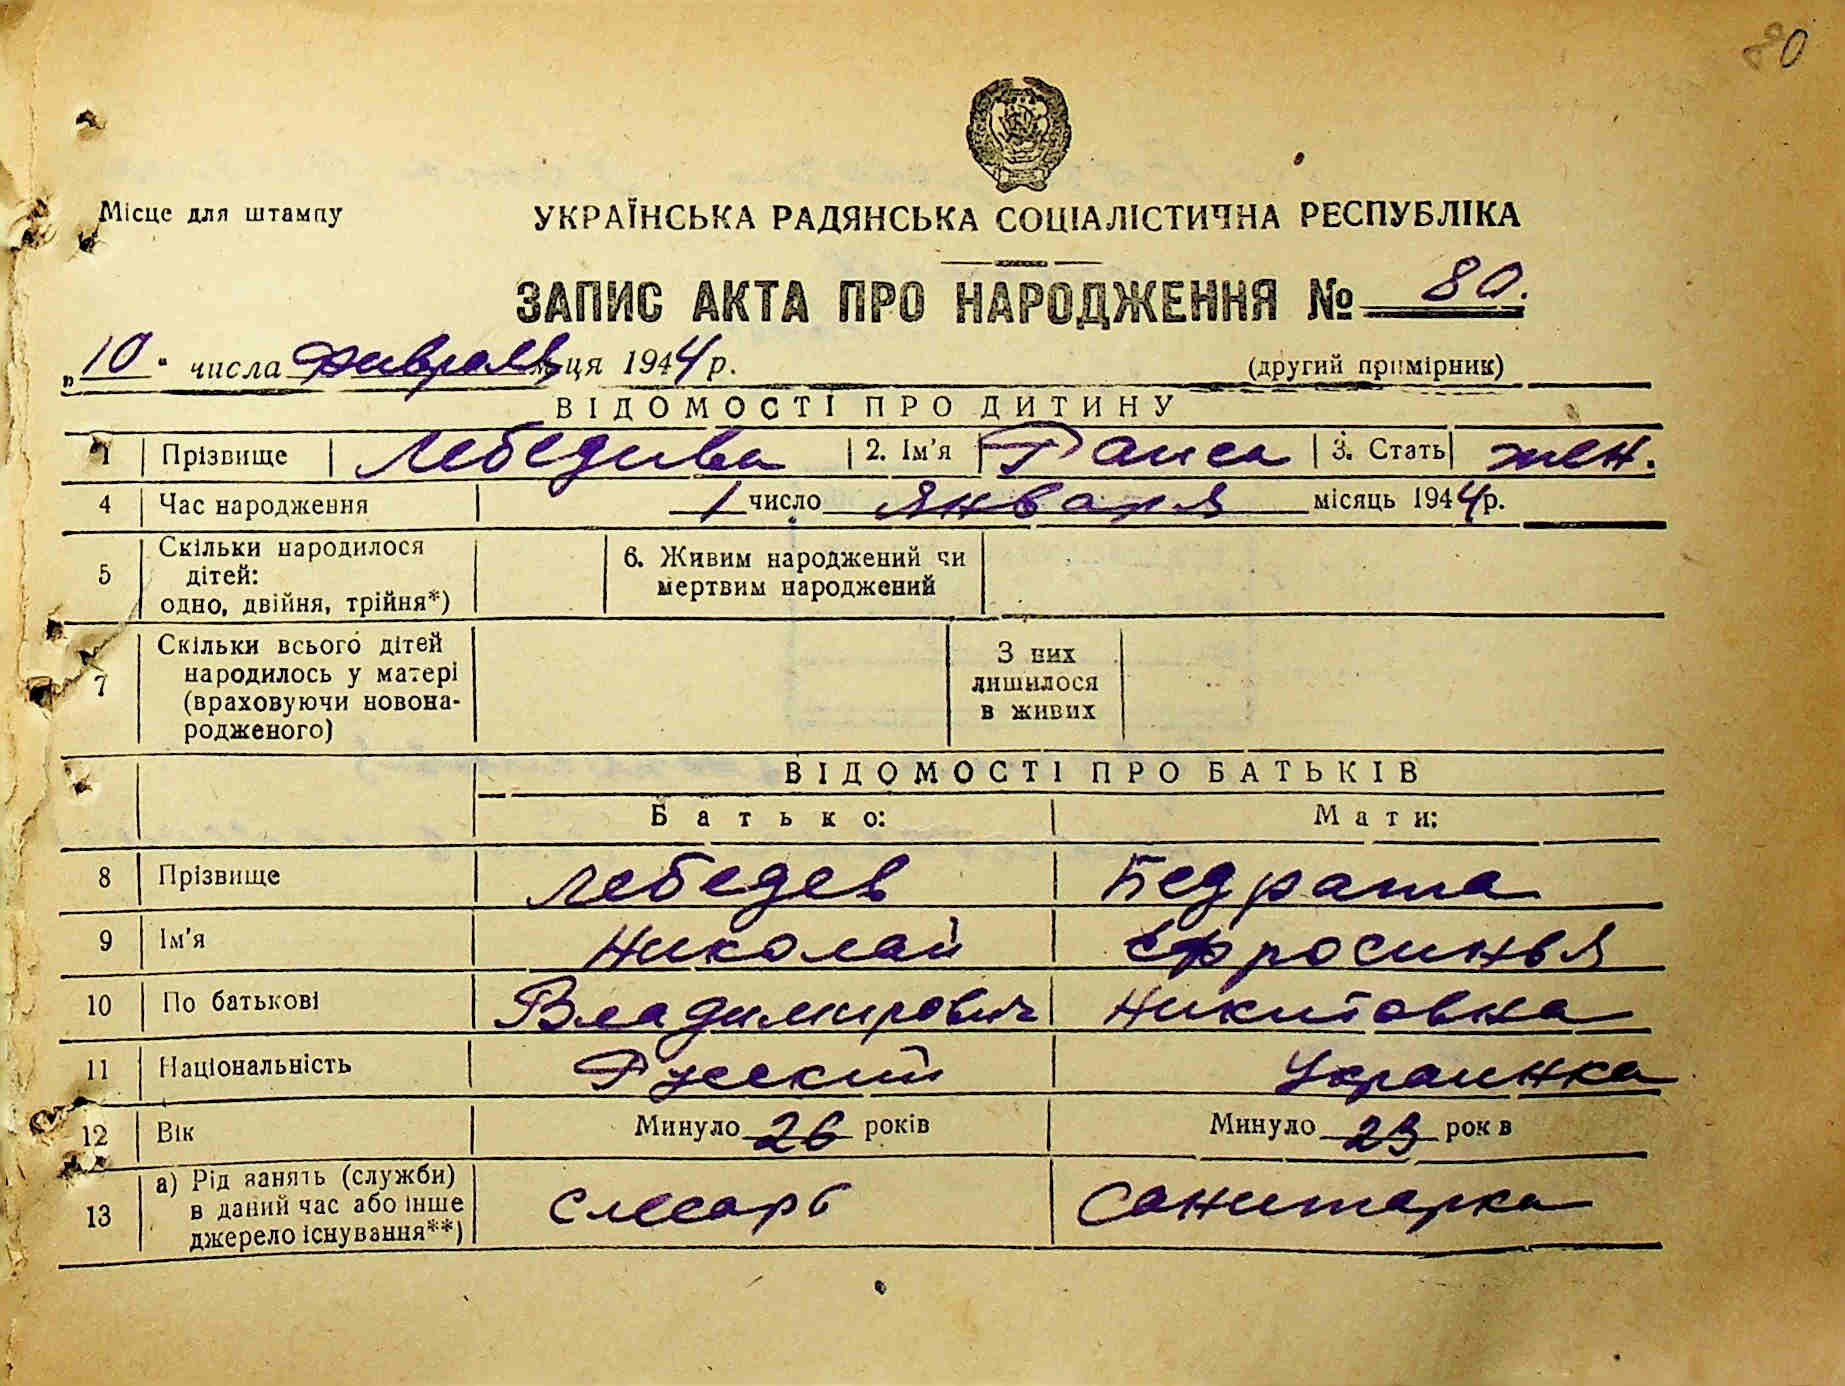 80
Місце для штампу
УКРАЇНСЬКА РАДЯНСЬКА СОЦІАЛІСТИЧНА РЕСПУБЛІКА
ЗАПИС АКТА ПРО НАРОДЖЕННЯ № 80.
„10" числа февраля ця 1944 р.
(другий примірник)
ВІДОМОСТІ ПРО ДИТИНУ
1 Прізвище Лебедива 2. Ім'я Раиса 3. Стать жен.
4 Час народження 1 число января місяць 1944 р.
5 Скільки народилося дітей: одно, двійня, трійня*) 6. Живим народжений чи мертвим народжений
7 Скільки всього дітей народилось у матері (враховуючи новона-родженого) З них лишилося в живих
ВІДОМОСТІ ПРО БАТЬКІВ
Батько: Мати:
8 Прізвище Лебедев Бедрата
9 Ім'я Николай Ефросинья
10 По батькові Владимирович Никитовна
11 Національність Русский Украинка
12 Вік Минуло 26 років Минуло 23 рок в
13 а) Рід занять (служби) в даний час або інше джерело існування**) Слесарь Санитарка